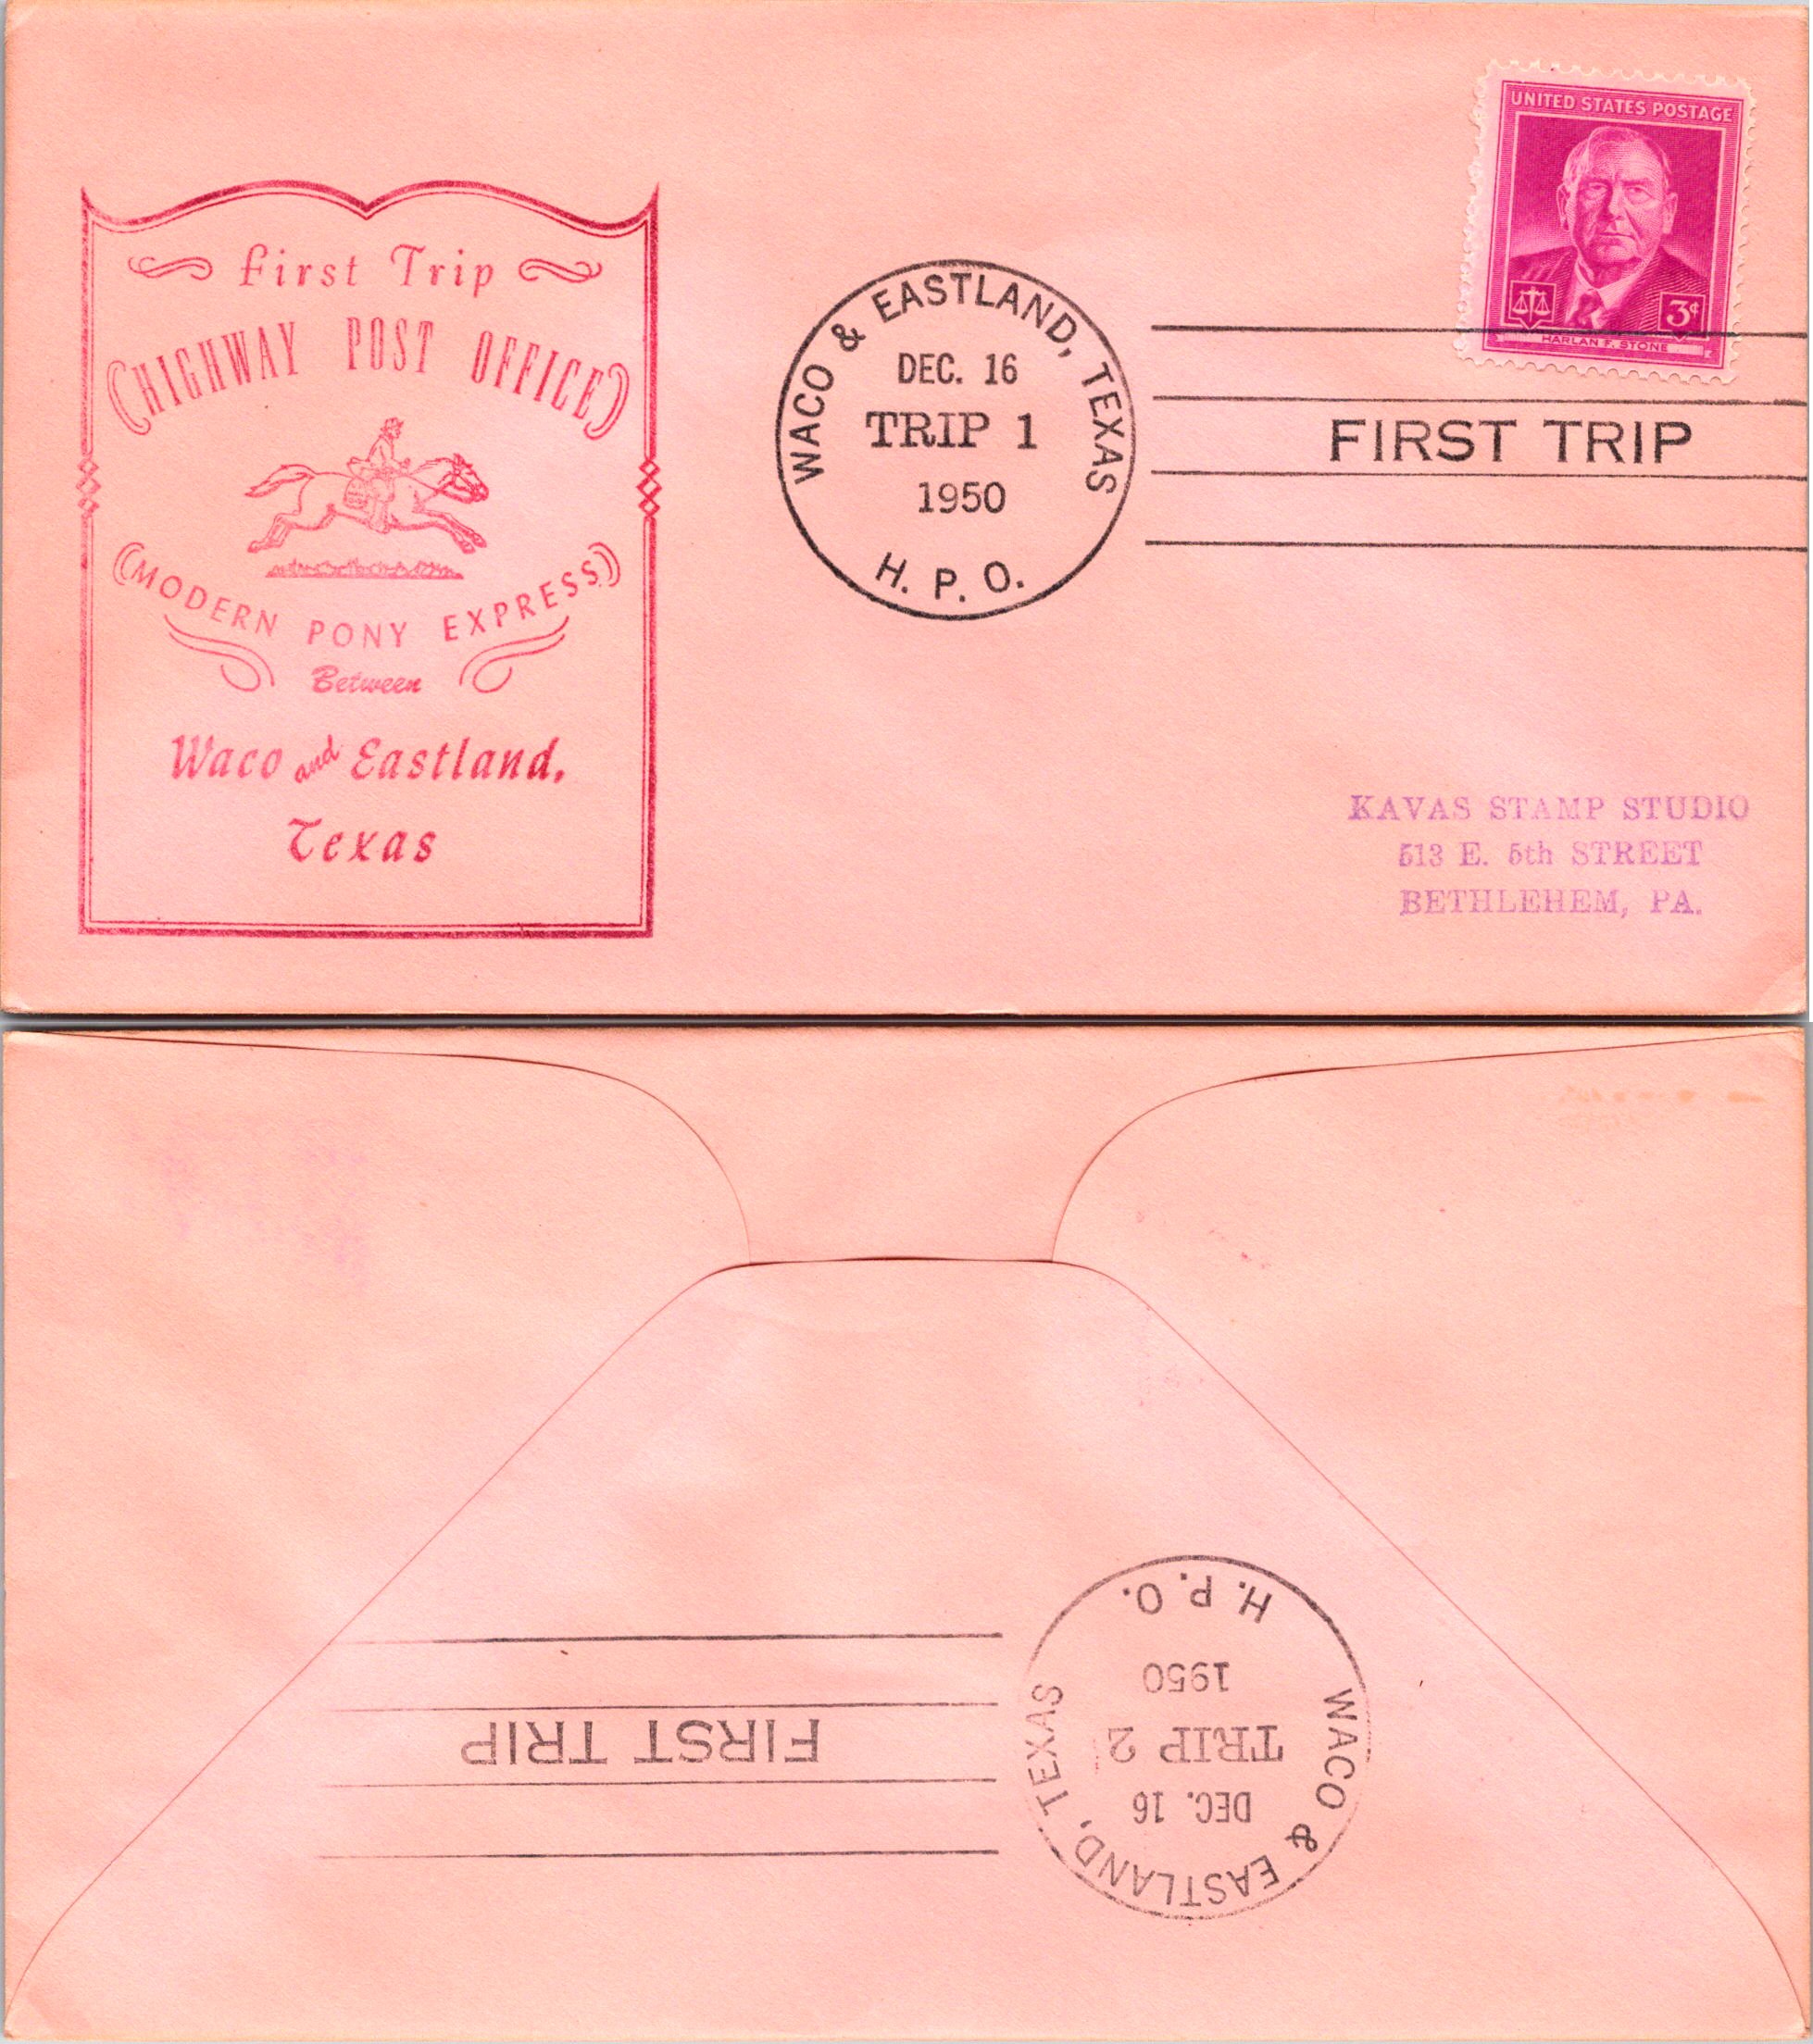 First Trip
HIGHWAY POST OFFICE
MODERN PONY EXPRESS
Between
Waco and Eastland,
Texas
WACO & EASTLAND, TEXAS
DEC. 16
TRIP 1
1950
H. P. O.
FIRST TRIP
UNITED STATES POSTAGE
3¢
HARLAN F. STONE
KAVAS STAMP STUDIO
513 E. 5th STREET
BETHLEHEM, PA.
WACO & EASTLAND, TEXAS
DEC. 16
TRIP 2
1950
H. P. O.
FIRST TRIP